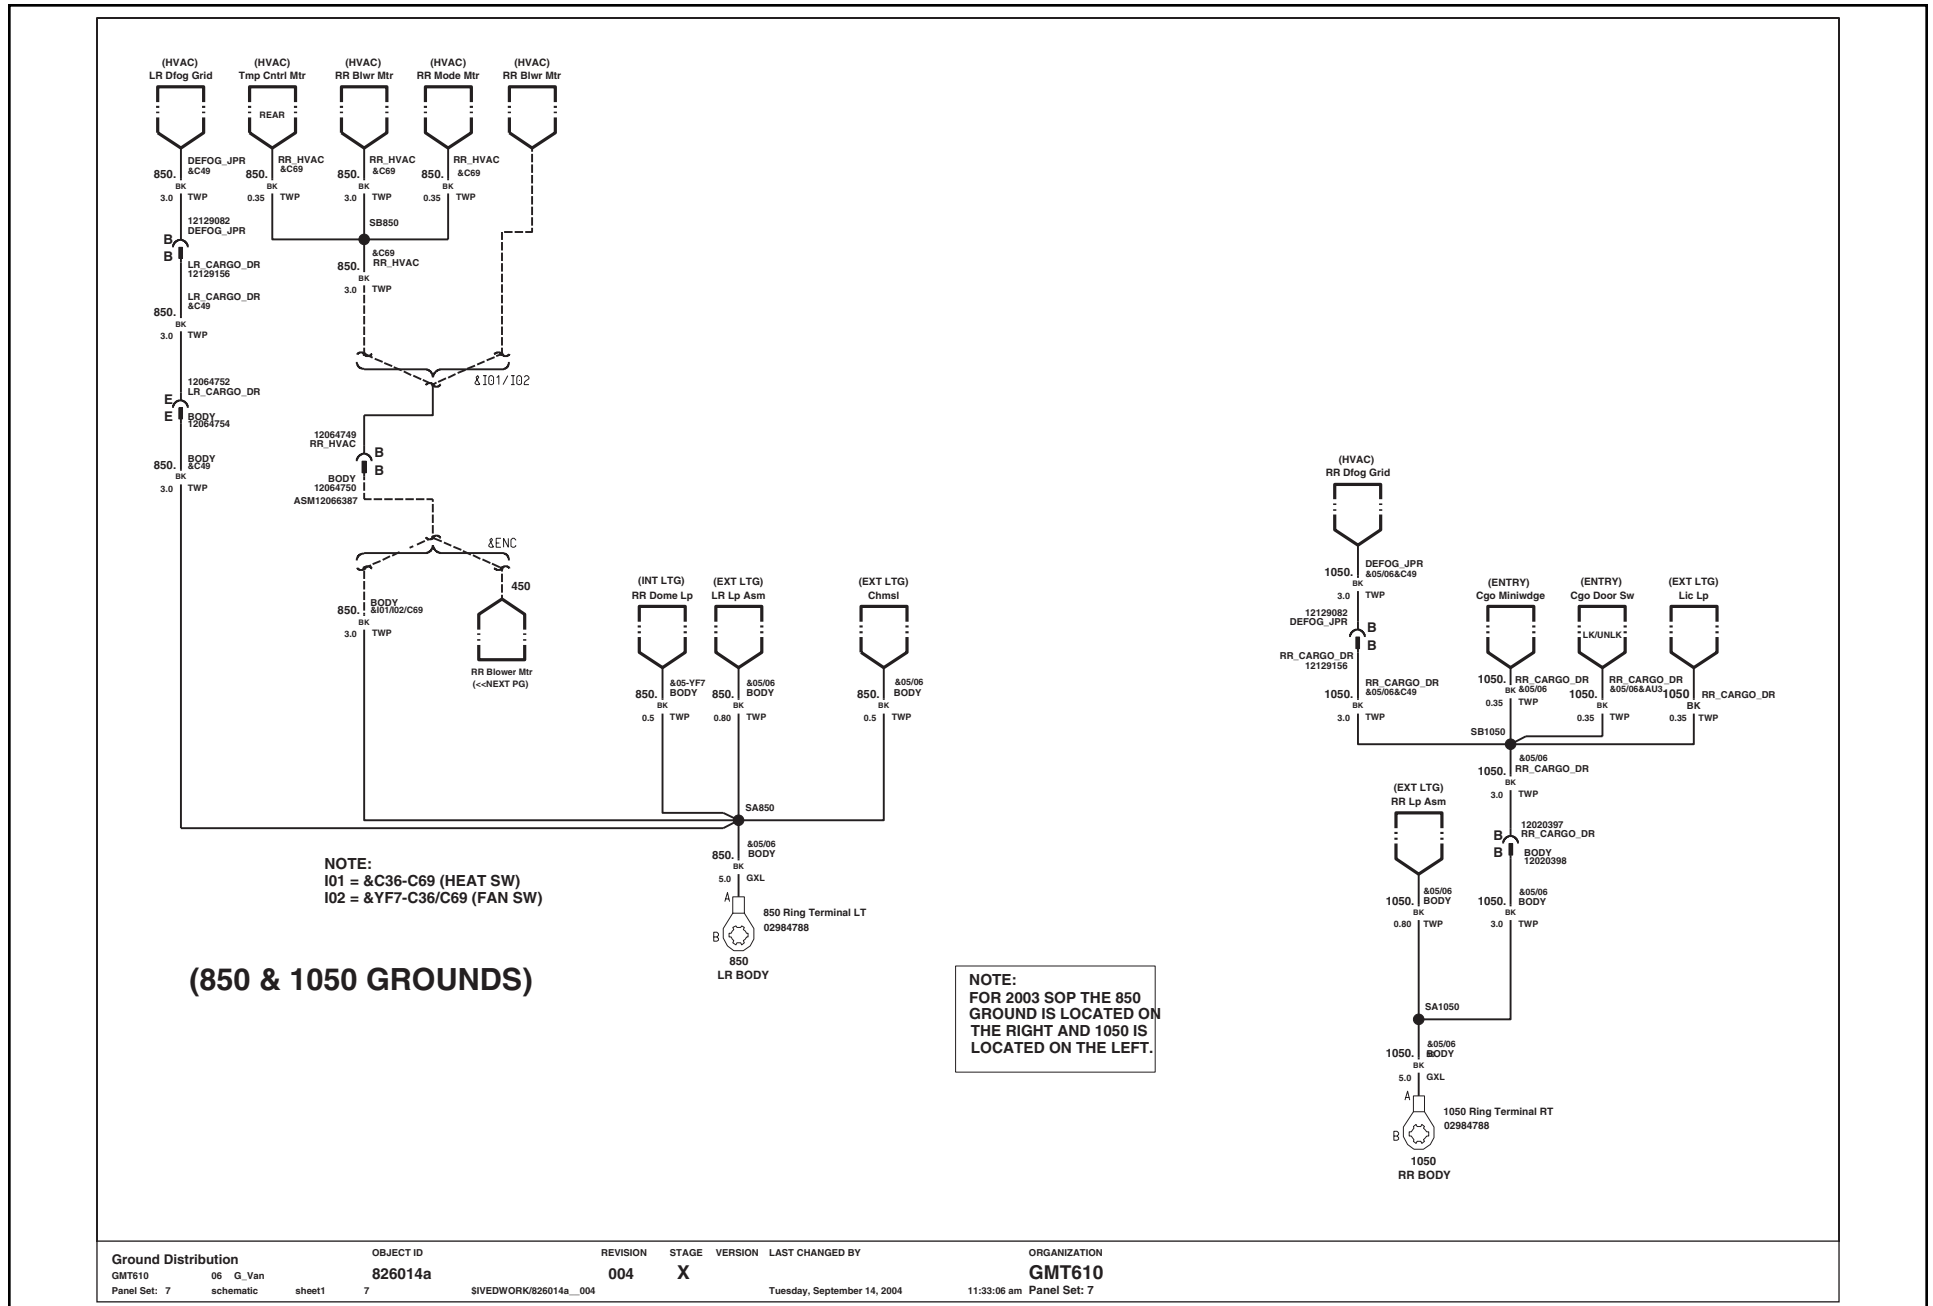 (HVAC)
LR Dfog Grid
(HVAC)
Tmp Cntrl Mtr
(HVAC)
RR Blwr Mtr
(HVAC)
RR Mode Mtr
(HVAC)
RR Blwr Mtr
REAR
DEFOG_JPR
&C49
850.
BK
3.0 TWP
RR_HVAC
&C69
850.
BK
0.35 TWP
RR_HVAC
&C69
850.
BK
3.0 TWP
RR_HVAC
&C69
850.
BK
0.35 TWP
12129082
DEFOG_JPR
B
B
LR_CARGO_DR
12129156
SB850
&C69
RR_HVAC
850.
BK
3.0 TWP
LR_CARGO_DR
&C49
850.
BK
3.0 TWP
&I01/I02
12064752
LR_CARGO_DR
E
E
BODY
12064754
12064749
RR_HVAC
B
B
BODY
12064750
ASM12066387
BODY
&C49
850.
BK
3.0 TWP
&ENC
450
BODY
&I01/I02/C69
850.
BK
3.0 TWP
RR Blower Mtr
(<<NEXT PG)
(INT LTG)
RR Dome Lp
(EXT LTG)
LR Lp Asm
(EXT LTG)
Chmsl
&05-YF7
BODY
850.
BK
0.5 TWP
&05/06
BODY
850.
BK
0.80 TWP
&05/06
BODY
850.
BK
0.5 TWP
SA850
&05/06
BODY
850.
BK
5.0 GXL
A
B
850 Ring Terminal LT
02984788
850
LR BODY
NOTE:
I01 = &C36-C69 (HEAT SW)
I02 = &YF7-C36/C69 (FAN SW)
(850 & 1050 GROUNDS)
NOTE:
FOR 2003 SOP THE 850
GROUND IS LOCATED ON
THE RIGHT AND 1050 IS
LOCATED ON THE LEFT.
(HVAC)
RR Dfog Grid
DEFOG_JPR
&05/06&C49
1050.
BK
3.0 TWP
12129082
DEFOG_JPR
B
B
RR_CARGO_DR
12129156
RR_CARGO_DR
&05/06&C49
1050.
BK
3.0 TWP
(ENTRY)
Cgo Miniwdge
(ENTRY)
Cgo Door Sw
(EXT LTG)
Lic Lp
LK/UNLK
RR_CARGO_DR
&05/06
1050.
BK
0.35 TWP
RR_CARGO_DR
&05/06&AU3
1050.
BK
0.35 TWP
1050
RR_CARGO_DR
BK
0.35 TWP
SB1050
&05/06
RR_CARGO_DR
1050.
BK
3.0 TWP
(EXT LTG)
RR Lp Asm
12020397
RR_CARGO_DR
B
B
BODY
12020398
&05/06
BODY
1050.
BK
0.80 TWP
&05/06
BODY
1050.
BK
3.0 TWP
SA1050
&05/06
BODY
1050.
BK
5.0 GXL
A
B
1050 Ring Terminal RT
02984788
1050
RR BODY
Ground Distribution
GMT610 06 G_Van
Panel Set: 7 schematic sheet1 7
OBJECT ID
826014a
$IVEDWORK/826014a__004
REVISION
004
STAGE
X
VERSION
LAST CHANGED BY
Tuesday, September 14, 2004 11:33:06 am
ORGANIZATION
GMT610
Panel Set: 7